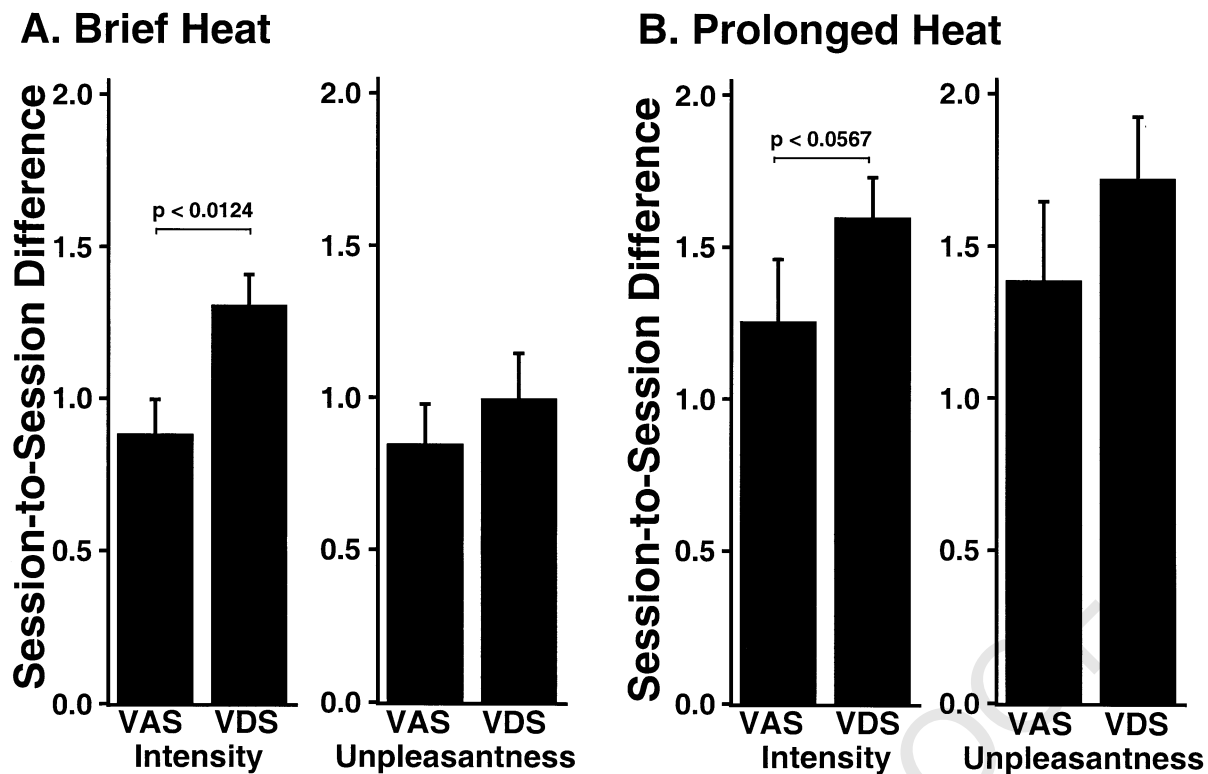 A. Brief Heat
Session-to-Session Difference
2.0
1.5
1.0
0.5
0.0
p < 0.0124
VAS VDS
Intensity
2.0
1.5
1.0
0.5
0.0
VAS VDS
Unpleasantness
B. Prolonged Heat
Session-to-Session Difference
2.0
1.5
1.0
0.5
0.0
p < 0.0567
VAS VDS
Intensity
2.0
1.5
1.0
0.5
0.0
VAS VDS
Unpleasantness